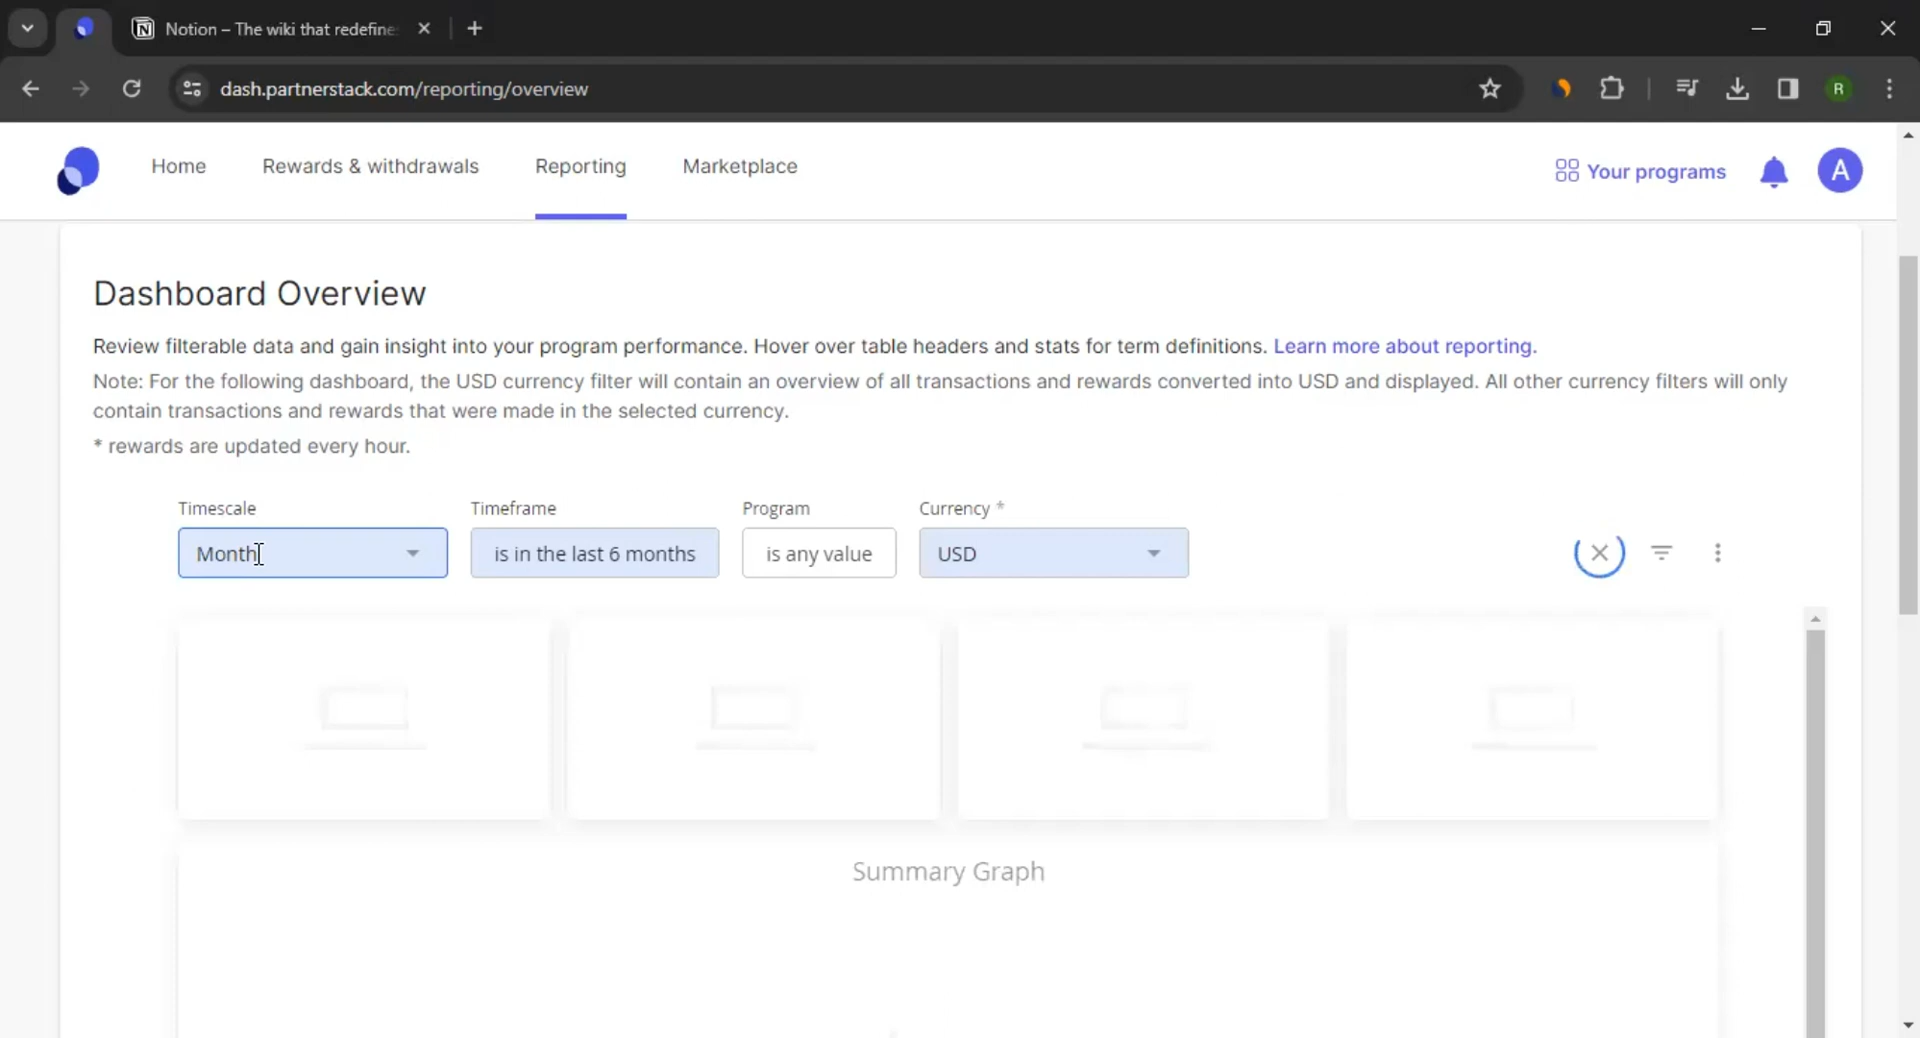 Notion – The wiki that redefine
dash.partnerstack.com/reporting/overview
R
Home
Rewards & withdrawals
Reporting
Marketplace
Your programs
A
Dashboard Overview
Review filterable data and gain insight into your program performance. Hover over table headers and stats for term definitions. Learn more about reporting.
Note: For the following dashboard, the USD currency filter will contain an overview of all transactions and rewards converted into USD and displayed. All other currency filters will only
contain transactions and rewards that were made in the selected currency.
* rewards are updated every hour.
Timescale
Timeframe
Program
Currency *
Month
is in the last 6 months
is any value
USD
Summary Graph